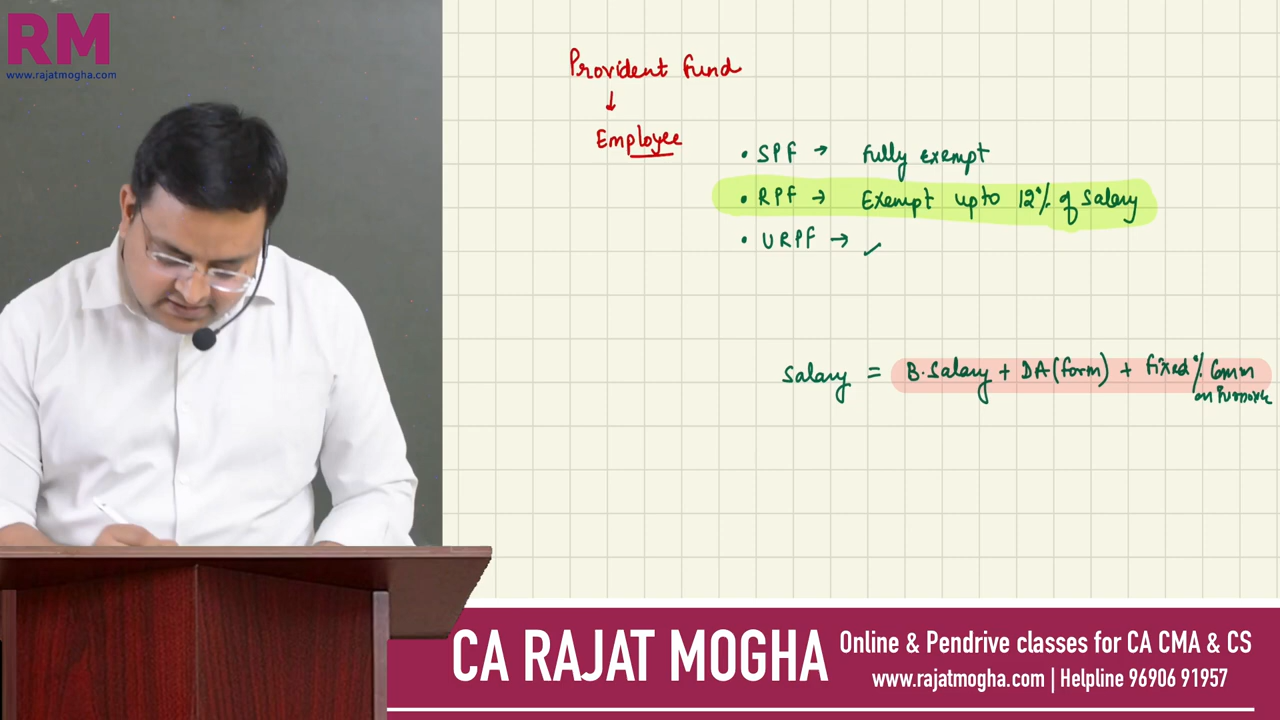 RM
www.rajatmogha.com
Provident Fund
↓
Employee
• SPF → Fully exempt
• RPF → Exempt upto 12% of Salary
• URPF →
Salary = B.Salary + DA (form) + Fixed % Comm
on
CA RAJAT MOGHA
Online & Pendrive classes for CA CMA & CS
www.rajatmogha.com | Helpline 96906 91957